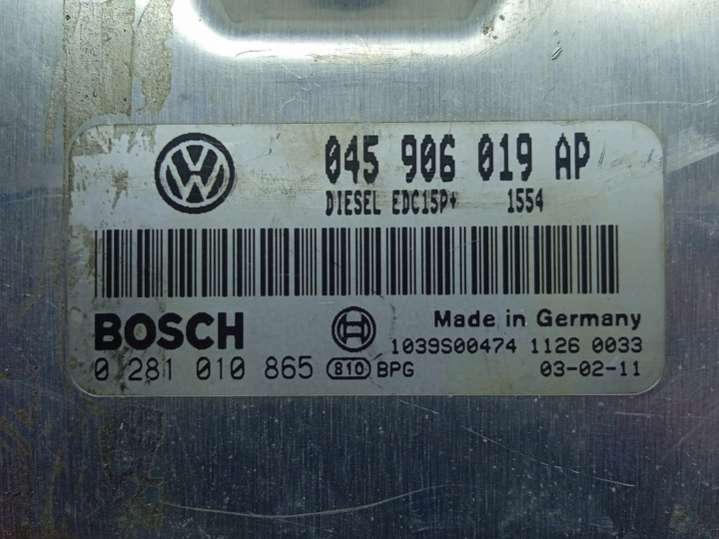 045 906 019 AP
DIESEL EDC15P+ 1554
BOSCH
Made in Germany
1039S00474 1126 0033
0 281 010 865 810 BPG 03-02-11